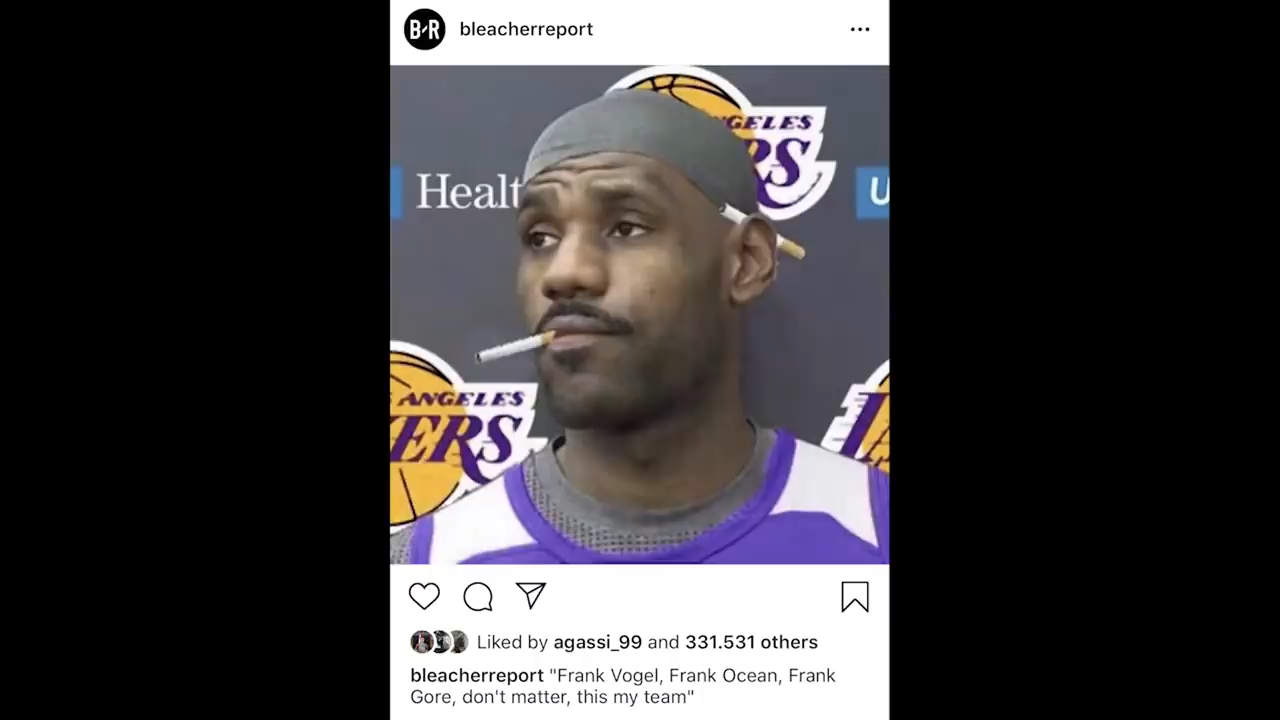 B/R bleacherreport
ANGELES
ERS
Healt
U
ANGELES
ERS
LA
Liked by agassi_99 and 331.531 others
bleacherreport "Frank Vogel, Frank Ocean, Frank
Gore, don't matter, this my team"